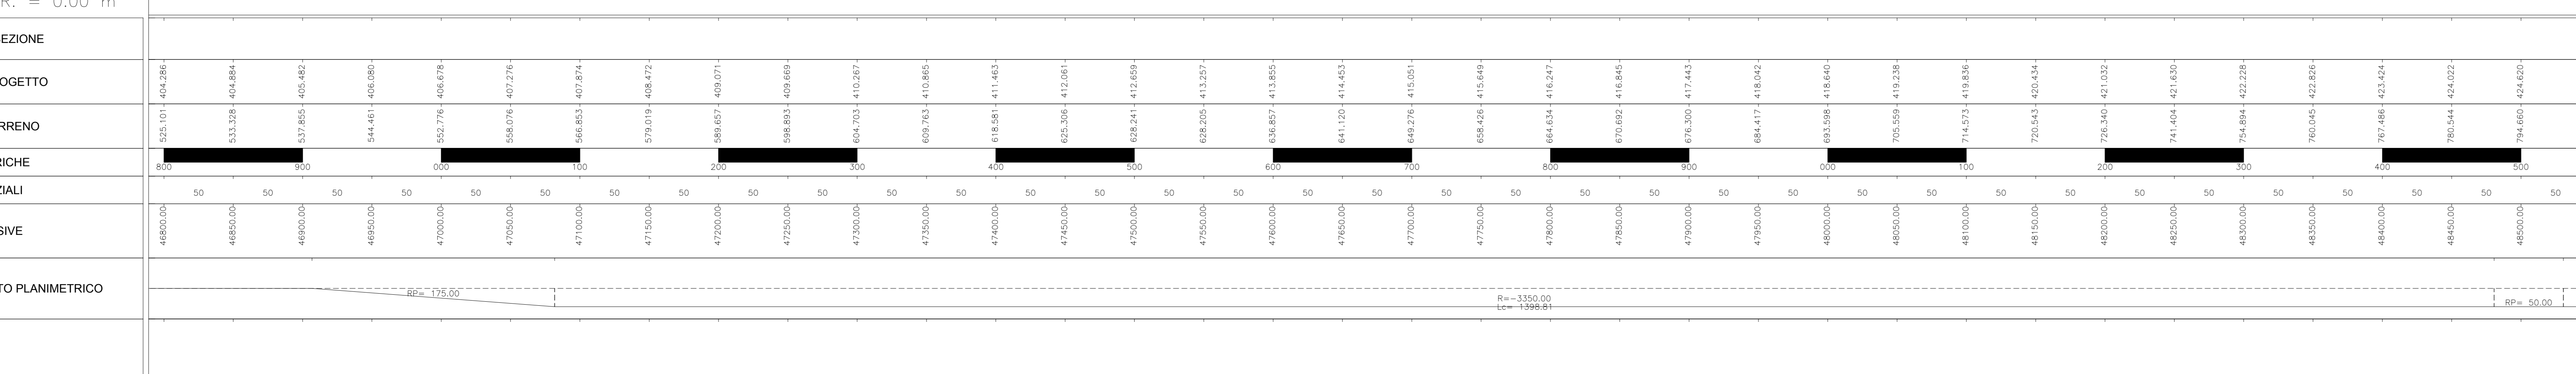 R. = 0.00 m
EZIONE
OGETTO
404.286 404.884 405.482 406.080 406.678 407.276 407.874 408.472 409.071 409.669 410.267 410.865 411.463 412.061 412.659 413.257 413.855 414.453 415.051 415.649 416.247 416.845 417.443 418.042 418.640 419.238 419.836 420.434 421.032 421.630 422.228 422.826 423.424 424.022 424.620
RRENO
525.101 533.328 537.855 544.461 552.776 558.076 566.853 579.019 589.657 598.893 604.703 609.763 618.581 625.306 628.241 628.205 636.857 641.120 649.276 658.426 664.634 670.692 676.300 684.417 693.598 705.559 714.573 720.543 726.340 741.404 754.894 760.045 767.486 780.544 794.660
RICHE
800 900 000 100 200 300 400 500 600 700 800 900 000 100 200 300 400 500
ZIALI
50 50 50 50 50 50 50 50 50 50 50 50 50 50 50 50 50 50 50 50 50 50 50 50 50 50 50 50 50 50 50 50 50 50 50
SIVE
46800.00 46850.00 46900.00 46950.00 47000.00 47050.00 47100.00 47150.00 47200.00 47250.00 47300.00 47350.00 47400.00 47450.00 47500.00 47550.00 47600.00 47650.00 47700.00 47750.00 47800.00 47850.00 47900.00 47950.00 48000.00 48050.00 48100.00 48150.00 48200.00 48250.00 48300.00 48350.00 48400.00 48450.00 48500.00
TO PLANIMETRICO
RP= 175.00
R=-3350.00
Lc= 1398.81
RP= 50.00